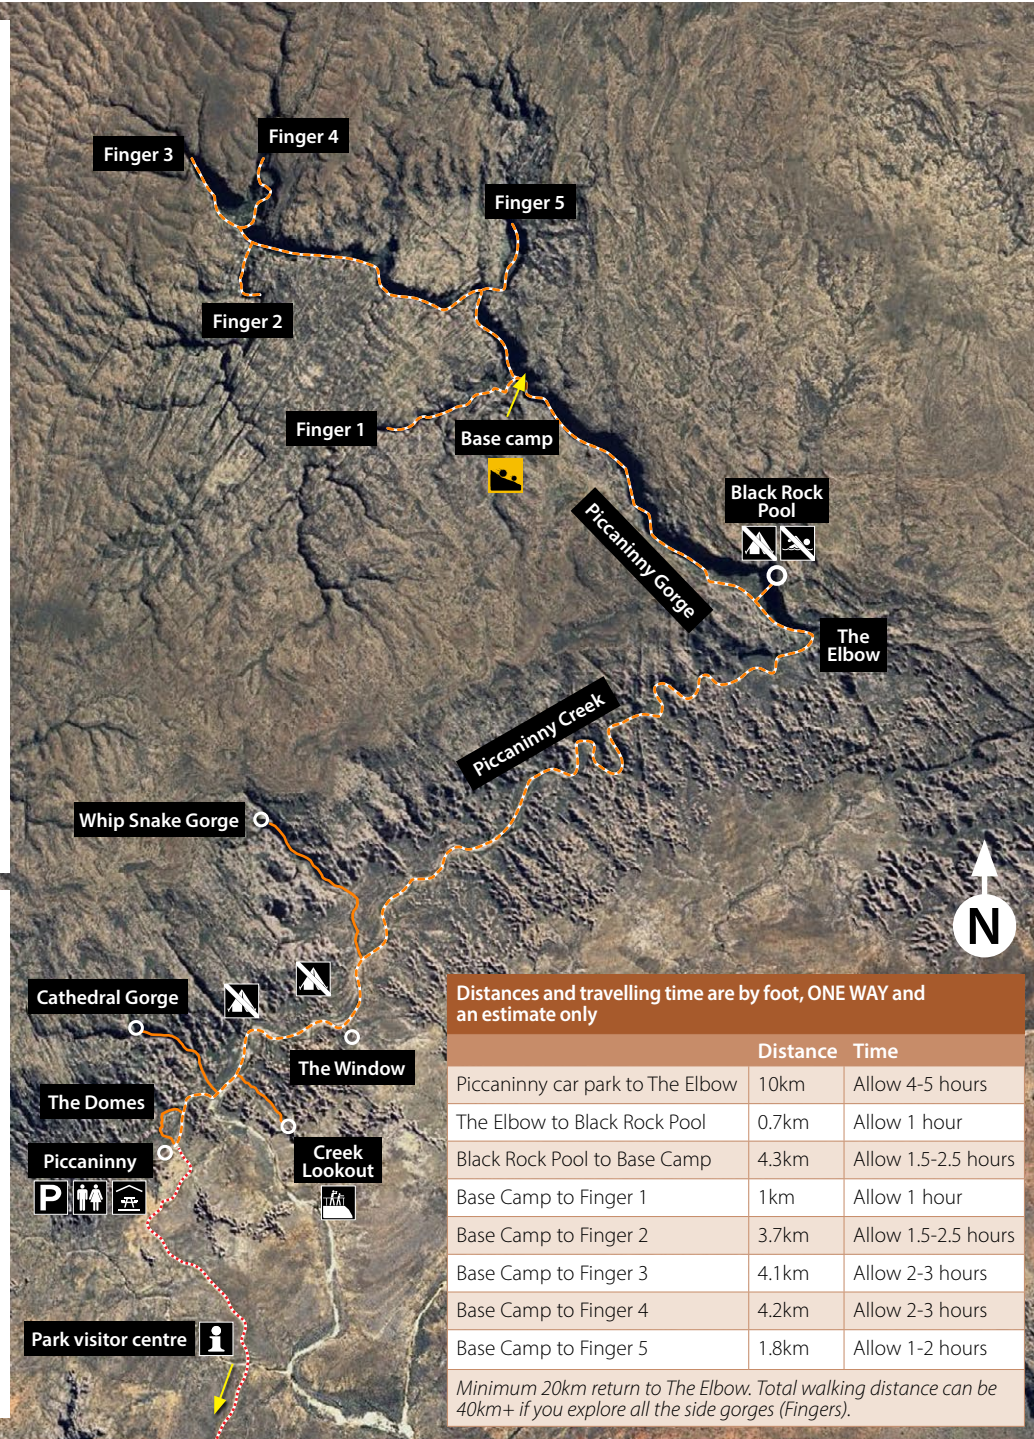 Finger 4
Finger 3
Finger 5
Finger 2
Finger 1
Base camp
Black Rock
Pool
Piccaninny Gorge
The
Elbow
Piccaninny Creek
Whip Snake Gorge
N
Cathedral Gorge
The Window
The Domes
Piccaninny
P
Creek
Lookout
Park visitor centre
i
Distances and travelling time are by foot, ONE WAY and
an estimate only
Distance Time
Piccaninny car park to The Elbow 10km Allow 4-5 hours
The Elbow to Black Rock Pool 0.7km Allow 1 hour
Black Rock Pool to Base Camp 4.3km Allow 1.5-2.5 hours
Base Camp to Finger 1 1km Allow 1 hour
Base Camp to Finger 2 3.7km Allow 1.5-2.5 hours
Base Camp to Finger 3 4.1km Allow 2-3 hours
Base Camp to Finger 4 4.2km Allow 2-3 hours
Base Camp to Finger 5 1.8km Allow 1-2 hours
Minimum 20km return to The Elbow. Total walking distance can be
40km+ if you explore all the side gorges (Fingers).